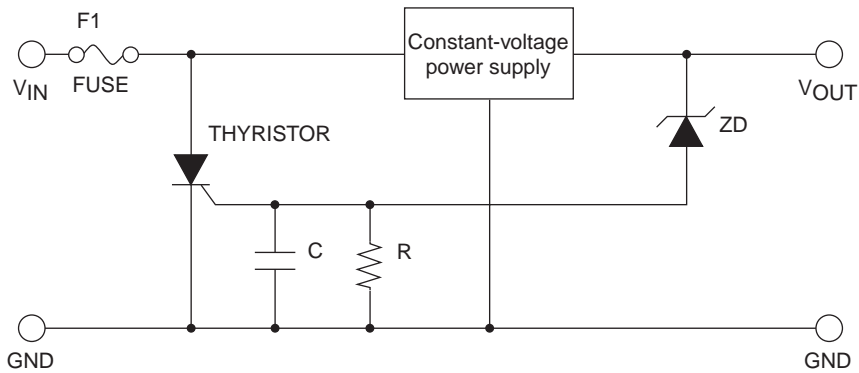 F1
Constant-voltage
power supply
VIN
FUSE
VOUT
THYRISTOR
ZD
C
R
GND
GND